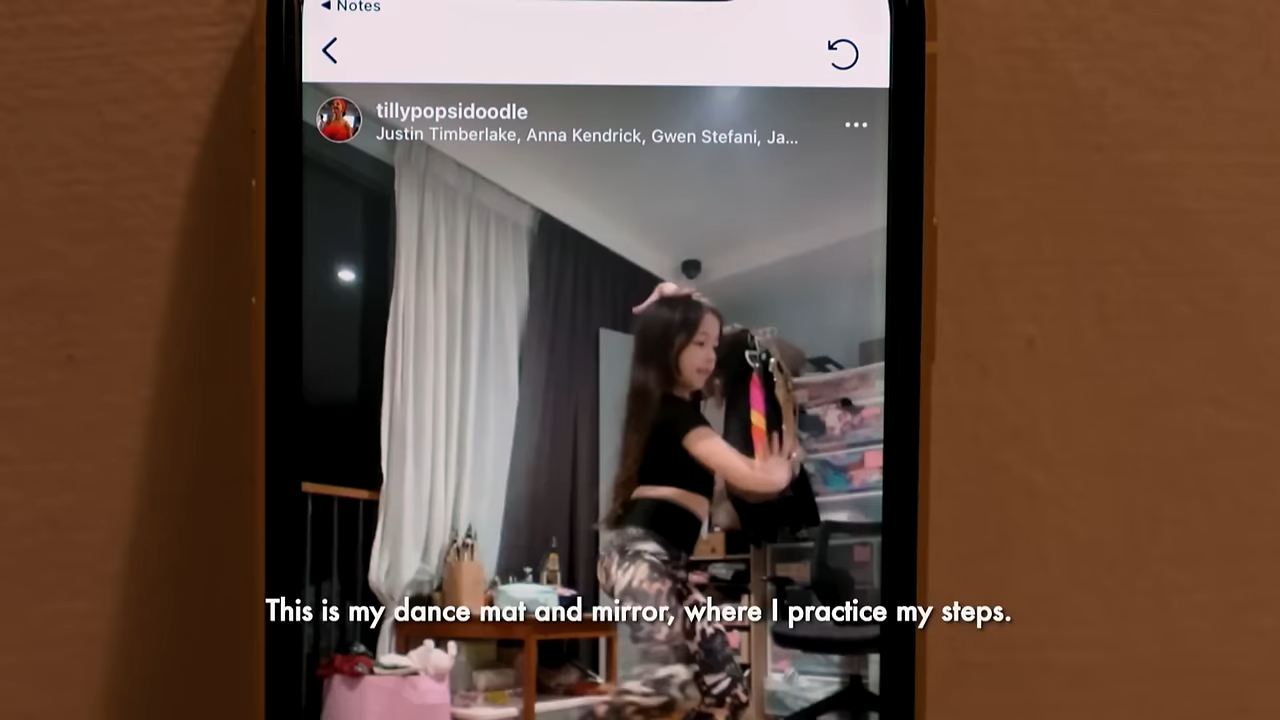 ◀ Notes
tillypopsidoodle
Justin Timberlake, Anna Kendrick, Gwen Stefani, Ja...
This is my dance mat and mirror, where I practice my steps.